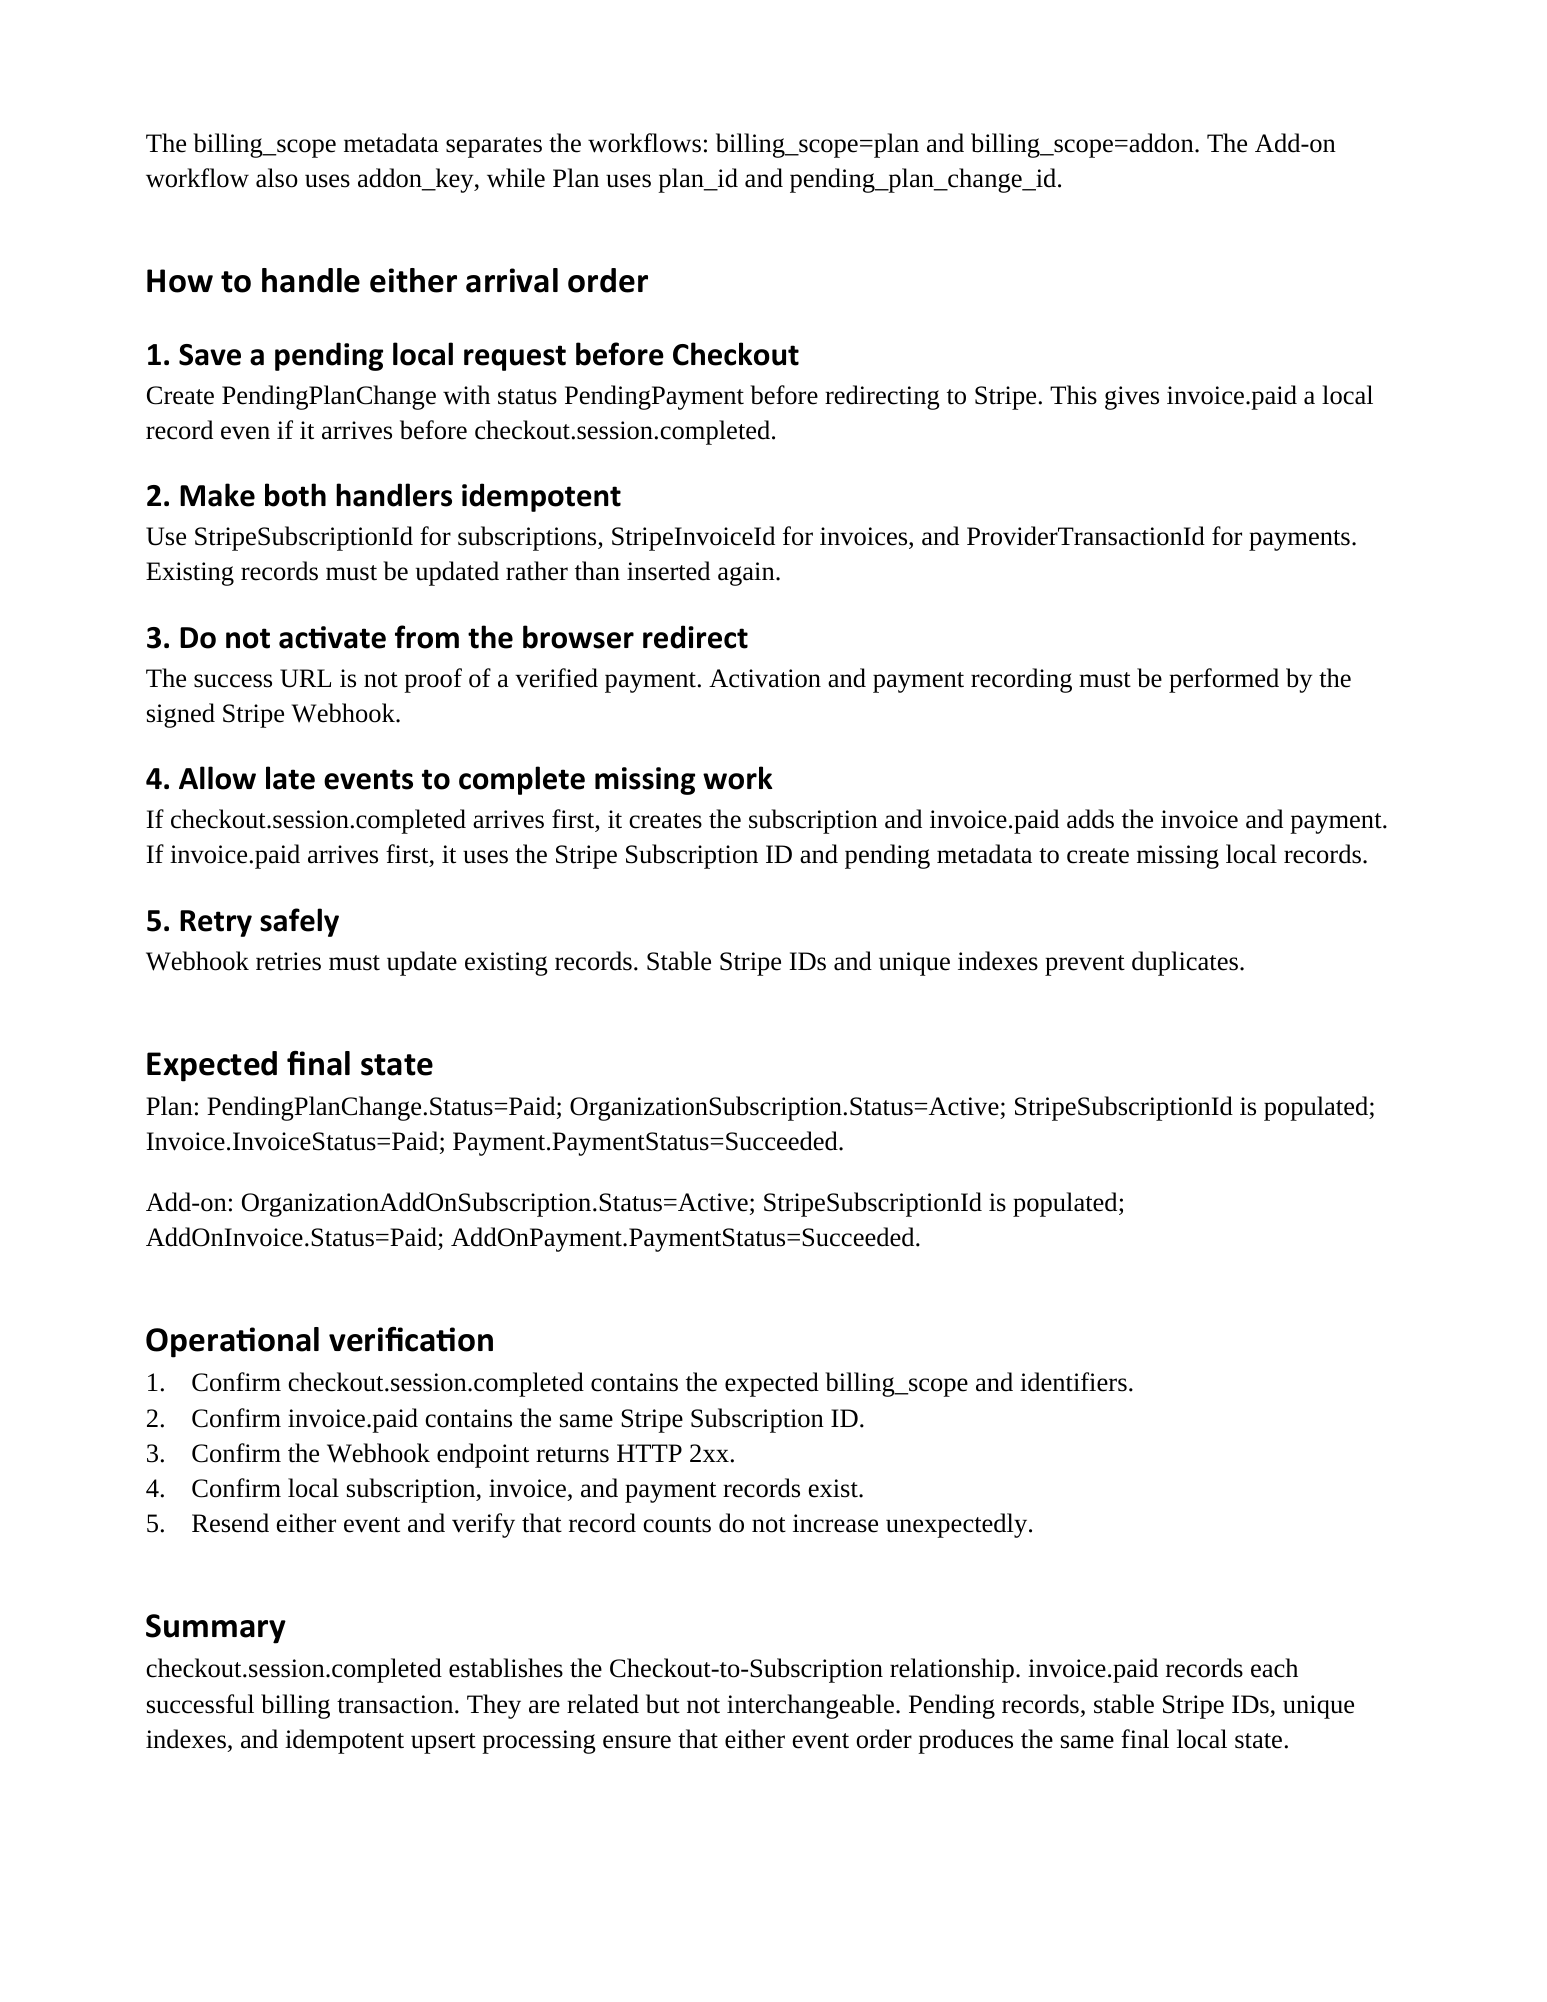 The billing_scope metadata separates the workflows: billing_scope=plan and billing_scope=addon. The Add-on
workflow also uses addon_key, while Plan uses plan_id and pending_plan_change_id.
How to handle either arrival order
1. Save a pending local request before Checkout
Create PendingPlanChange with status PendingPayment before redirecting to Stripe. This gives invoice.paid a local
record even if it arrives before checkout.session.completed.
2. Make both handlers idempotent
Use StripeSubscriptionId for subscriptions, StripeInvoiceId for invoices, and ProviderTransactionId for payments.
Existing records must be updated rather than inserted again.
3. Do not activate from the browser redirect
The success URL is not proof of a verified payment. Activation and payment recording must be performed by the
signed Stripe Webhook.
4. Allow late events to complete missing work
If checkout.session.completed arrives first, it creates the subscription and invoice.paid adds the invoice and payment.
If invoice.paid arrives first, it uses the Stripe Subscription ID and pending metadata to create missing local records.
5. Retry safely
Webhook retries must update existing records. Stable Stripe IDs and unique indexes prevent duplicates.
Expected final state
Plan: PendingPlanChange.Status=Paid; OrganizationSubscription.Status=Active; StripeSubscriptionId is populated;
Invoice.InvoiceStatus=Paid; Payment.PaymentStatus=Succeeded.
Add-on: OrganizationAddOnSubscription.Status=Active; StripeSubscriptionId is populated;
AddOnInvoice.Status=Paid; AddOnPayment.PaymentStatus=Succeeded.
Operational verification
1. Confirm checkout.session.completed contains the expected billing_scope and identifiers.
2. Confirm invoice.paid contains the same Stripe Subscription ID.
3. Confirm the Webhook endpoint returns HTTP 2xx.
4. Confirm local subscription, invoice, and payment records exist.
5. Resend either event and verify that record counts do not increase unexpectedly.
Summary
checkout.session.completed establishes the Checkout-to-Subscription relationship. invoice.paid records each
successful billing transaction. They are related but not interchangeable. Pending records, stable Stripe IDs, unique
indexes, and idempotent upsert processing ensure that either event order produces the same final local state.